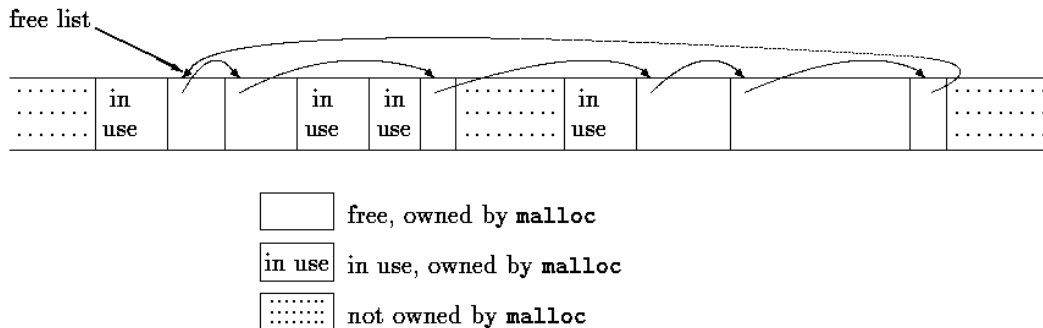 free list
in use
in use
in use
in use
free, owned by malloc
in use in use, owned by malloc
not owned by malloc